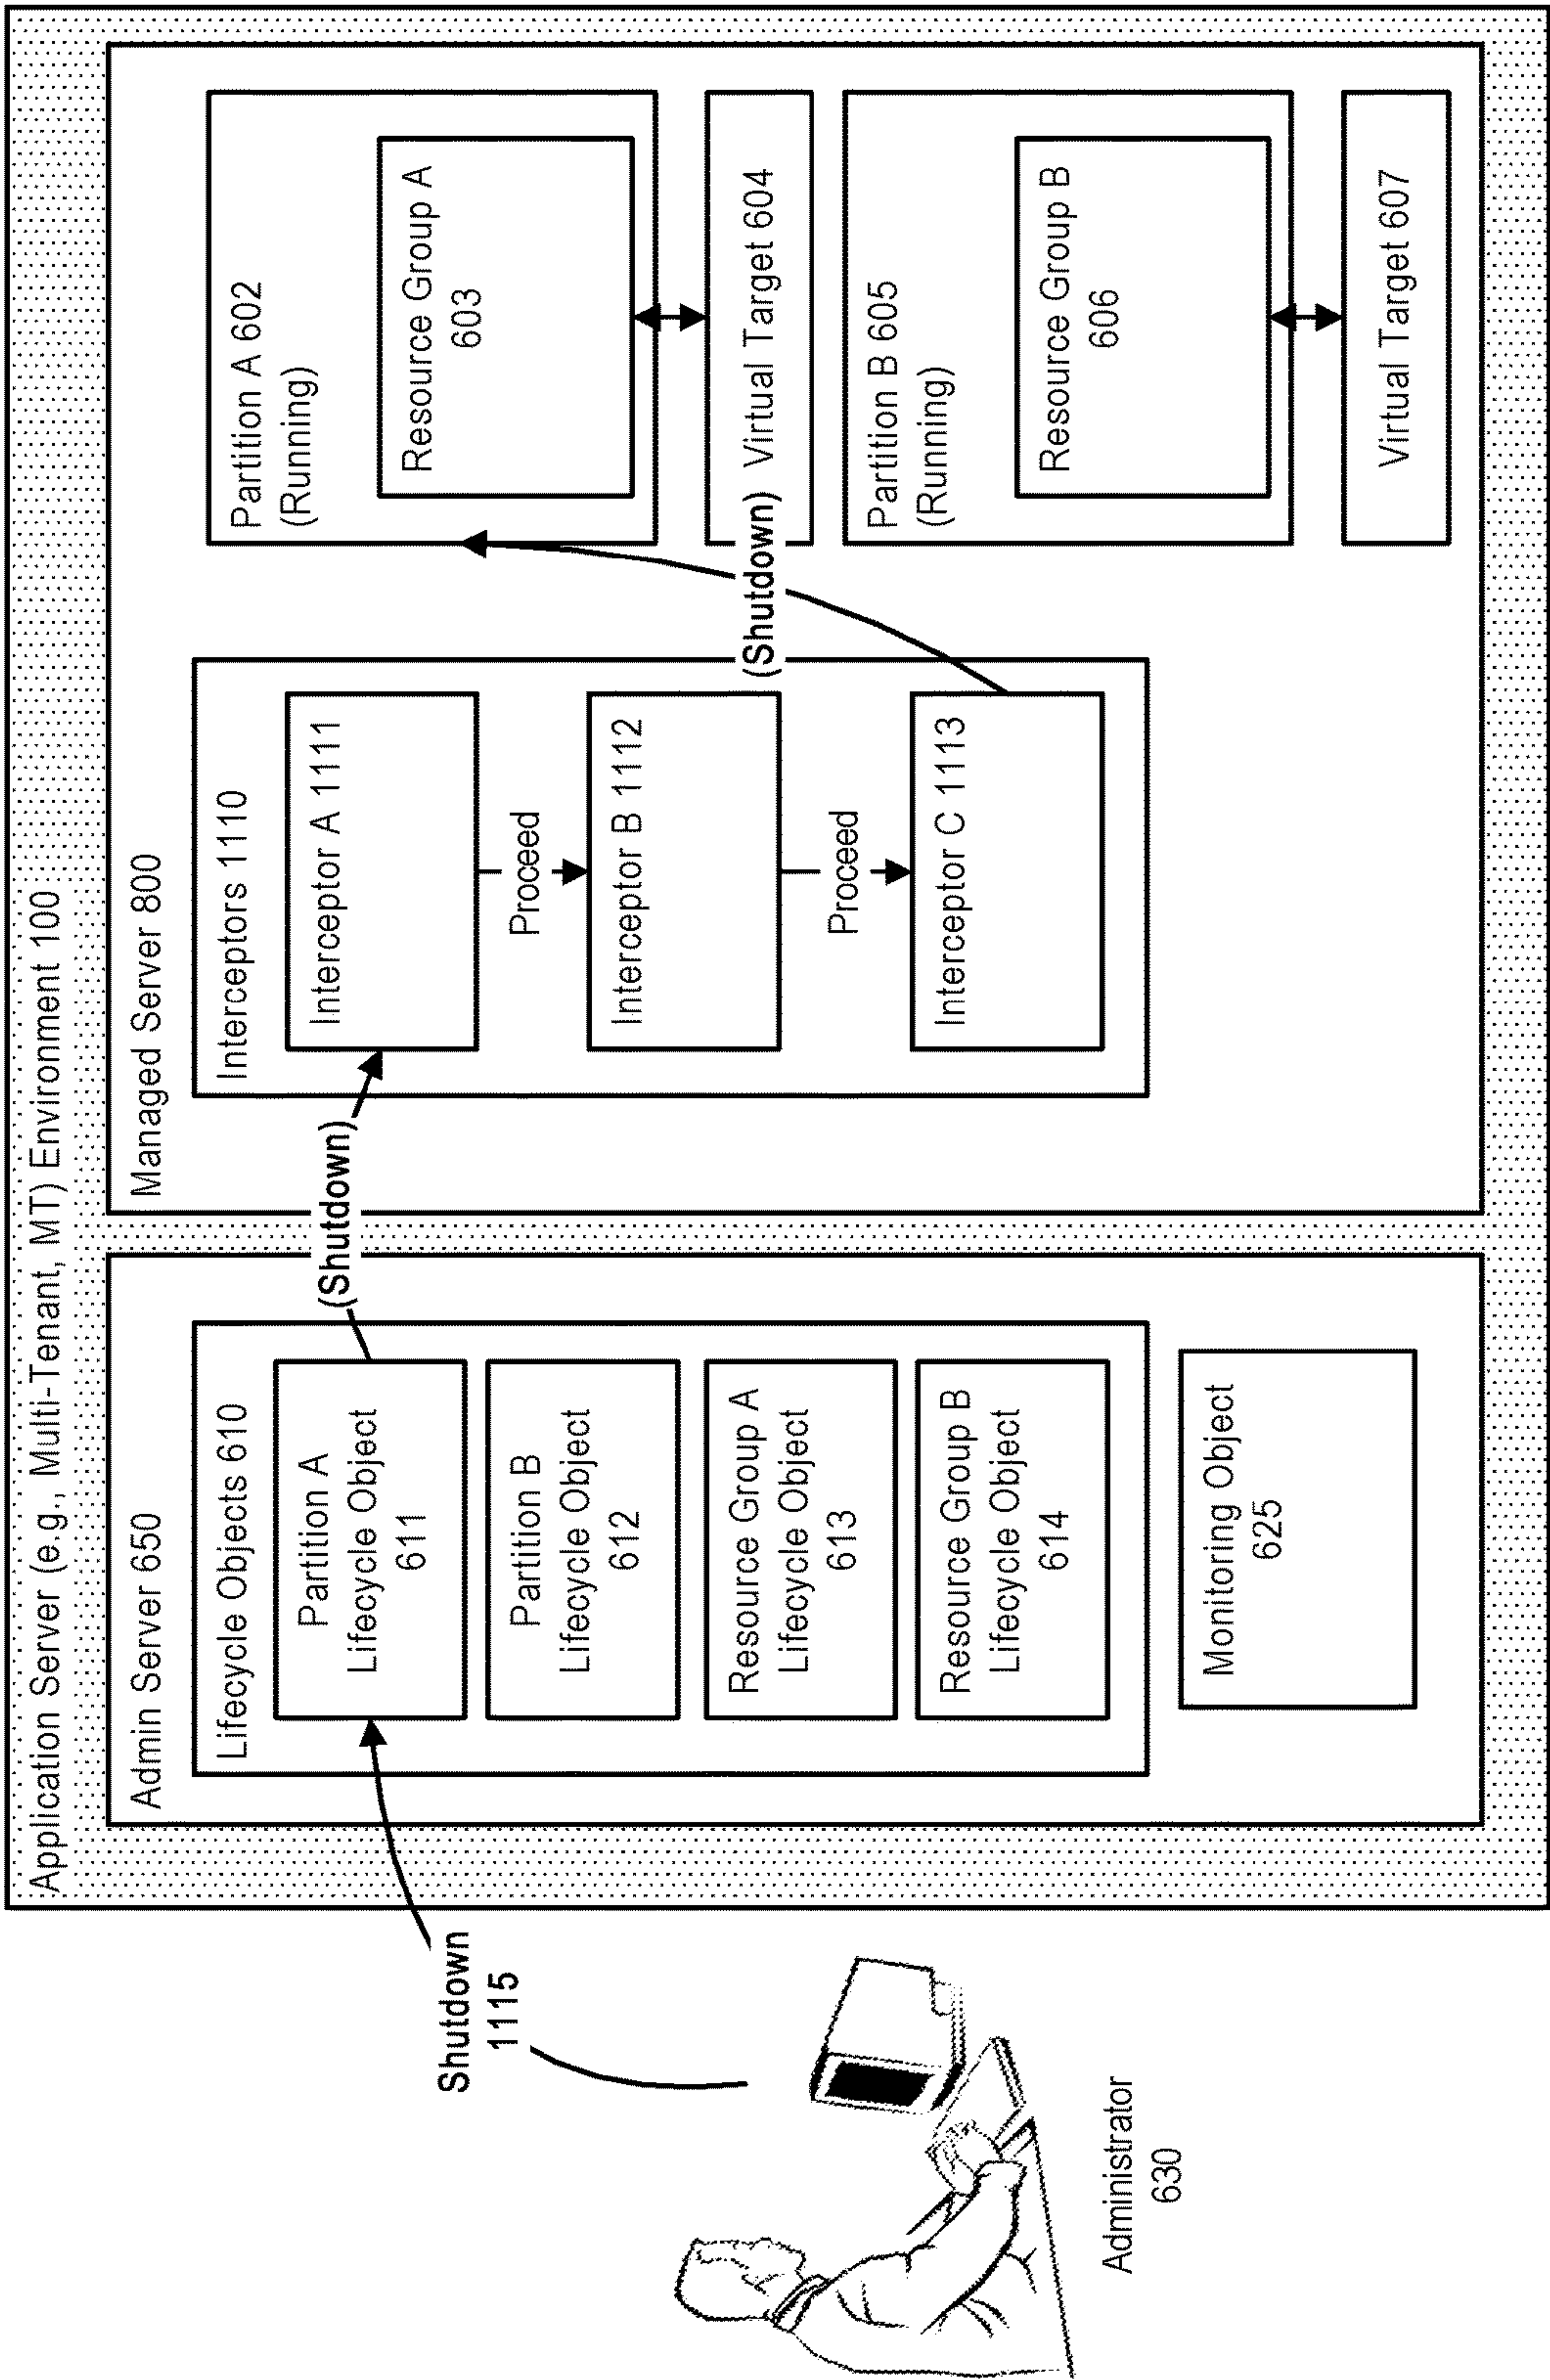 Application Server (e.g., Multi-Tenant, MT) Environment 100
Admin Server 650
Lifecycle Objects 610
Partition A
Lifecycle Object
611
Partition B
Lifecycle Object
612
Resource Group A
Lifecycle Object
613
Resource Group B
Lifecycle Object
614
Monitoring Object
625
Shutdown
1115
Administrator
630
(Shutdown)
Managed Server 800
Interceptors 1110
Interceptor A 1111
Proceed
Interceptor B 1112
Proceed
Interceptor C 1113
(Shutdown)
Partition A 602
(Running)
Resource Group A
603
Virtual Target 604
Partition B 605
(Running)
Resource Group B
606
Virtual Target 607